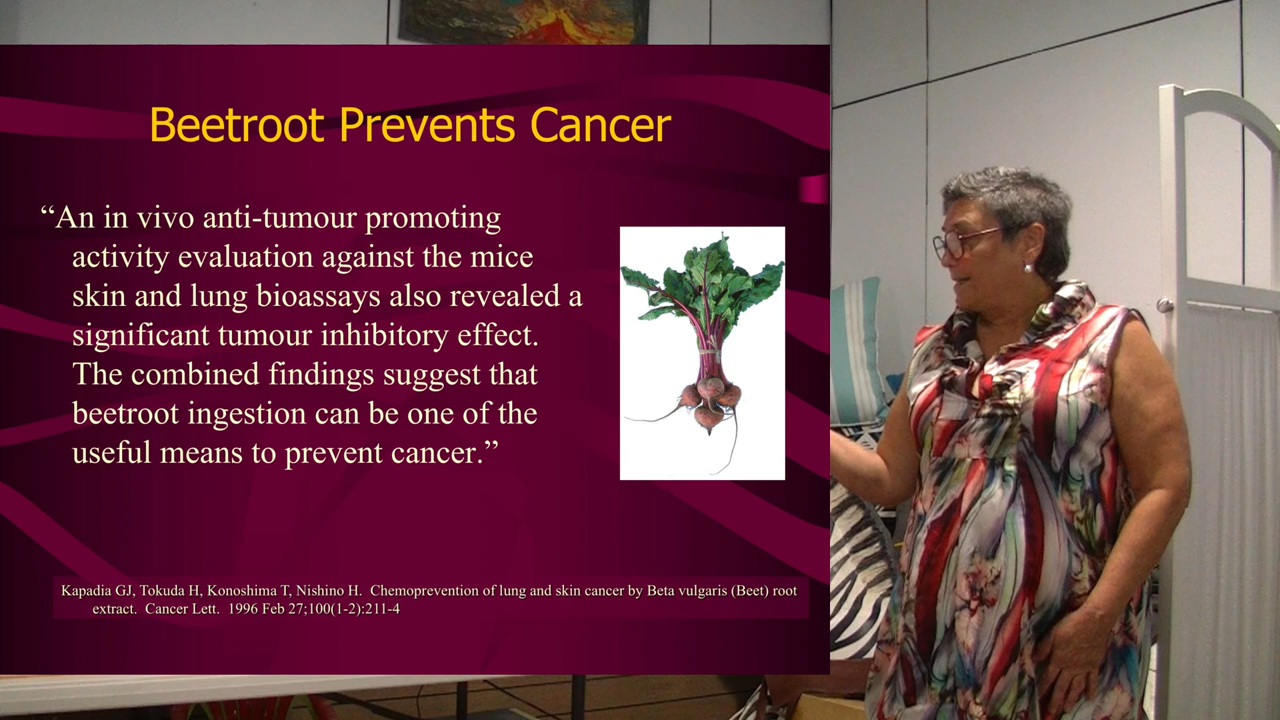 Beetroot Prevents Cancer
“An in vivo anti-tumour promoting
activity evaluation against the mice
skin and lung bioassays also revealed a
significant tumour inhibitory effect.
The combined findings suggest that
beetroot ingestion can be one of the
useful means to prevent cancer.”
Kapadia GJ, Tokuda H, Konoshima T, Nishino H. Chemoprevention of lung and skin cancer by Beta vulgaris (Beet) root
extract. Cancer Lett. 1996 Feb 27;100(1-2):211-4